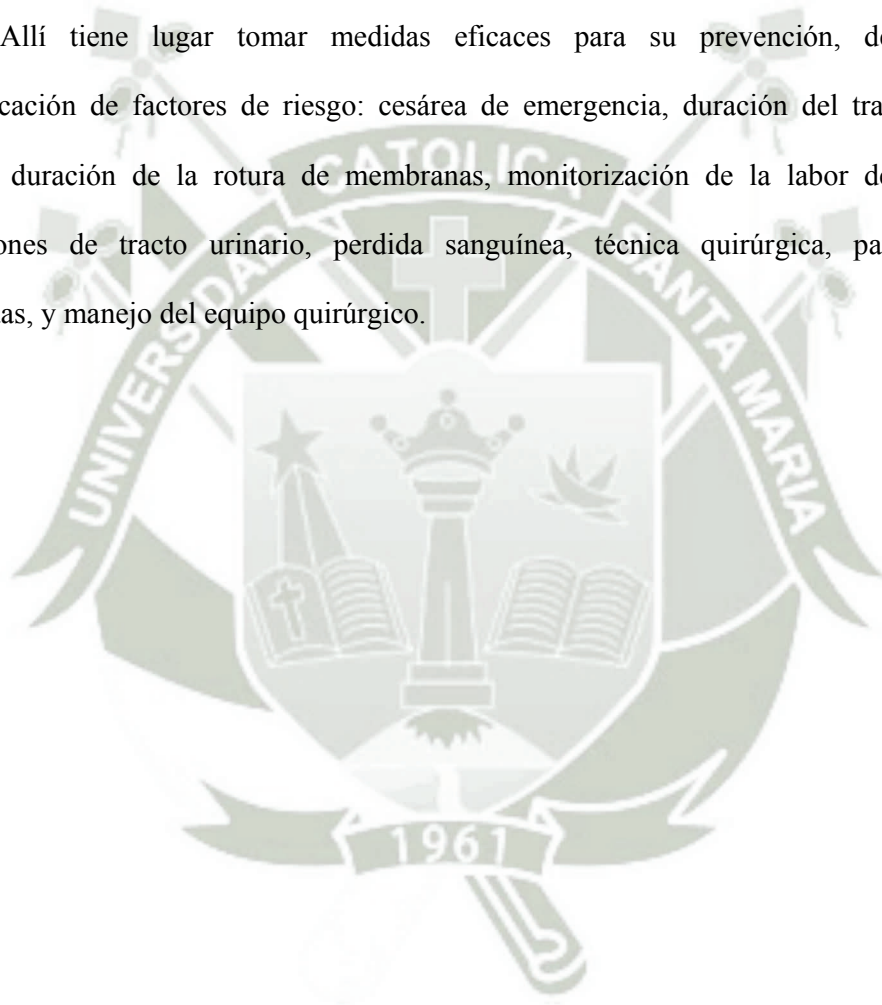 Allí tiene lugar tomar medidas eficaces para su prevención, de
cación de factores de riesgo: cesárea de emergencia, duración del tra
duración de la rotura de membranas, monitorización de la labor de
ones de tracto urinario, perdida sanguínea, técnica quirúrgica, pa
as, y manejo del equipo quirúrgico.
UNIVERSIDAD CATOLICA SANTA MARIA
1961